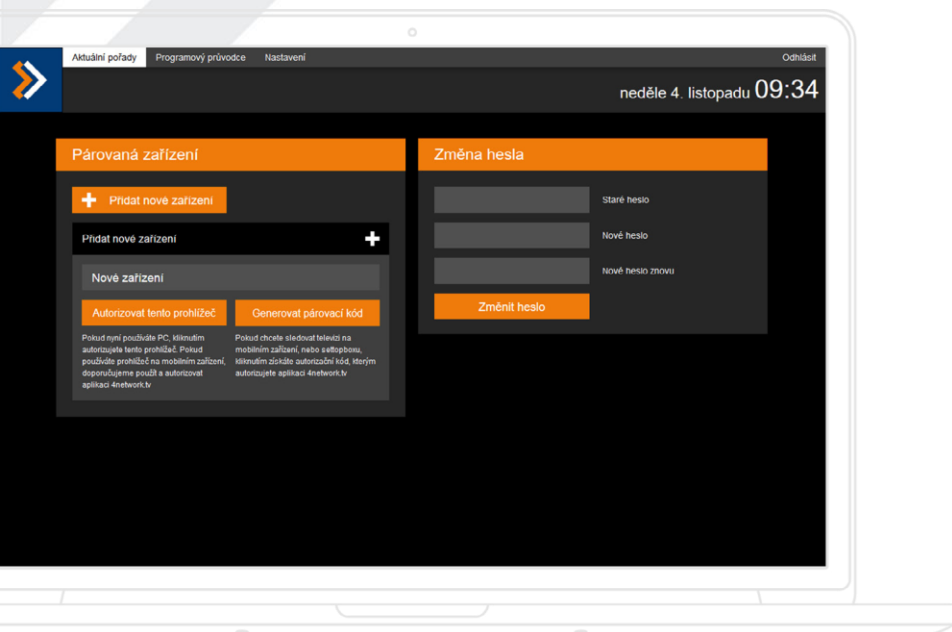 Aktuální pořady Programový průvodce Nastavení Odhlásit
neděle 4. listopadu 09:34
Párovaná zařízení
Přidat nové zařízení
Přidat nové zařízení
Nové zařízení
Autorizovat tento prohlížeč
Generovat párovací kód
Pokud nyní používáte PC, kliknutím
autorizujete tento prohlížeč. Pokud
používáte prohlížeč na mobilním zařízení,
doporučujeme použít a autorizovat
aplikaci 4network.tv
Pokud chcete sledovat televizi na
mobilním zařízení, nebo settopboxu,
kliknutím získáte autorizační kód, kterým
autorizujete aplikaci 4network.tv
Změna hesla
Staré heslo
Nové heslo
Nové heslo znovu
Změnit heslo